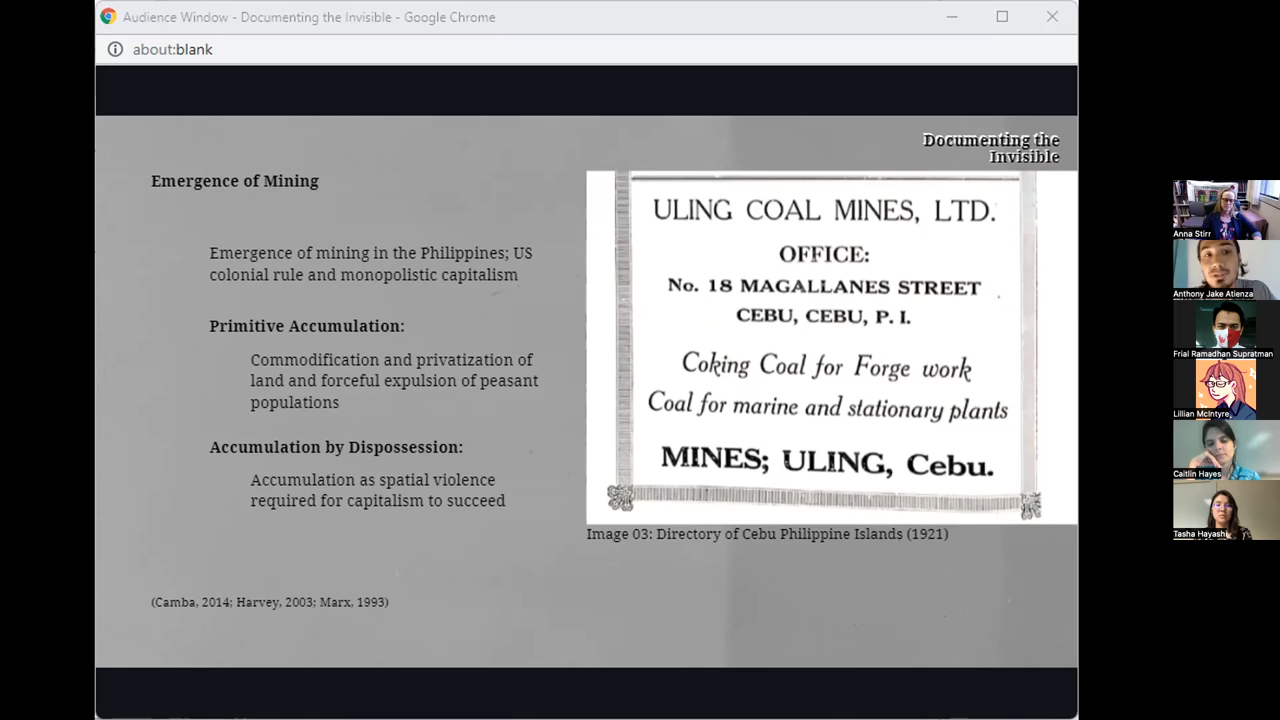 Audience Window - Documenting the Invisible - Google Chrome
about:blank
Documenting the
Invisible
Emergence of Mining
Emergence of mining in the Philippines; US
colonial rule and monopolistic capitalism
Primitive Accumulation:
Commodification and privatization of
land and forceful expulsion of peasant
populations
Accumulation by Dispossession:
Accumulation as spatial violence
required for capitalism to succeed
(Camba, 2014; Harvey, 2003; Marx, 1993)
ULING COAL MINES, LTD.
OFFICE:
No. 18 MAGALLANES STREET
CEBU, CEBU, P. I.
Coking Coal for Forge work
Coal for marine and stationary plants
MINES; ULING, Cebu.
Image 03: Directory of Cebu Philippine Islands (1921)
Anna Stirr
Anthony Jake Atienza
Frial Ramadhan Supratman
Lillian McIntyre
Caitlin Hayes
Tasha Hayashi